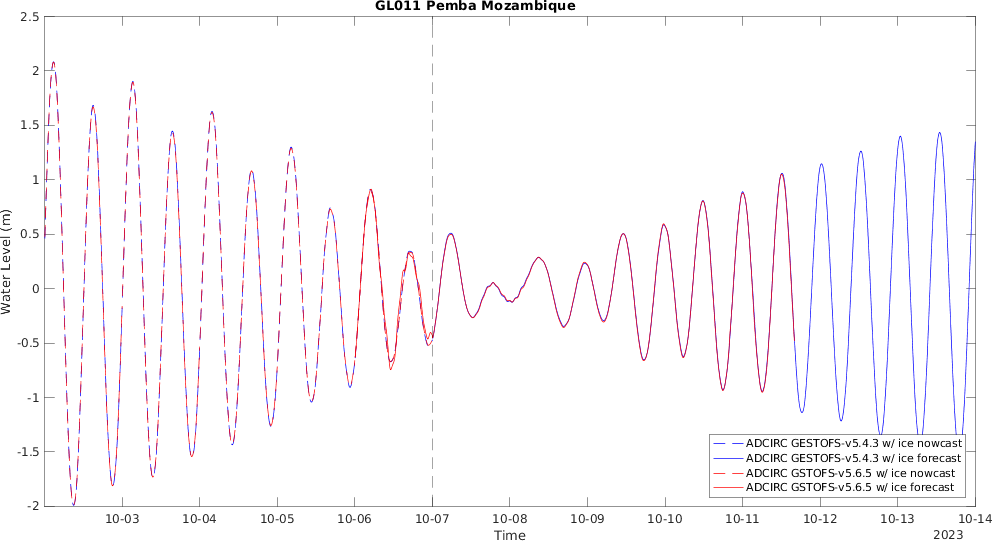 GL011 Pemba Mozambique
2.5
2
1.5
1
0.5
0
-0.5
-1
-1.5
-2
Water Level (m)
ADCIRC GESTOFS-v5.4.3 w/ ice nowcast
ADCIRC GESTOFS-v5.4.3 w/ ice forecast
ADCIRC GSTOFS-v5.6.5 w/ ice nowcast
ADCIRC GSTOFS-v5.6.5 w/ ice forecast
10-03 10-04 10-05 10-06 10-07 10-08 10-09 10-10 10-11 10-12 10-13 10-14
Time
2023